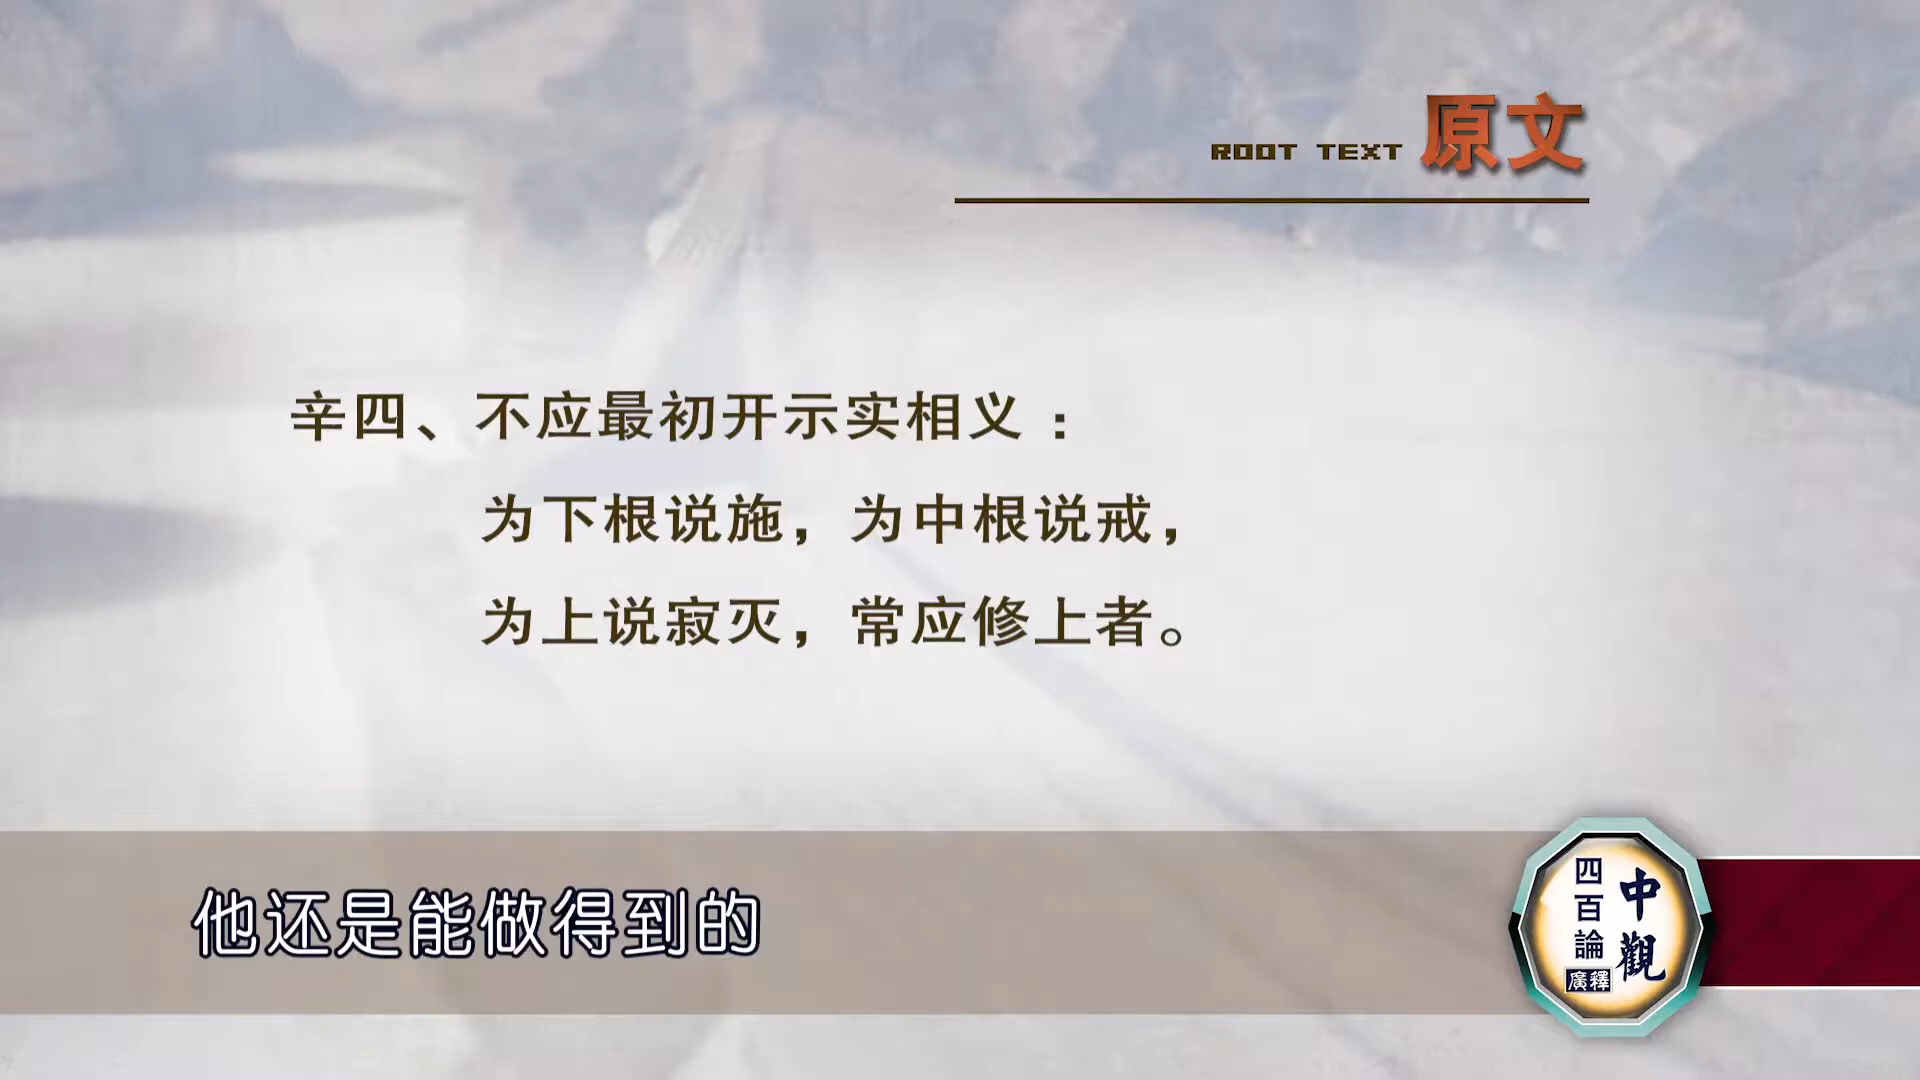 ROOT TEXT 原文
辛四、不应最初开示实相义：
为下根说施，为中根说戒，
为上说寂灭，常应修上者。
他还是能做得到的
中觀
四百論
廣釋